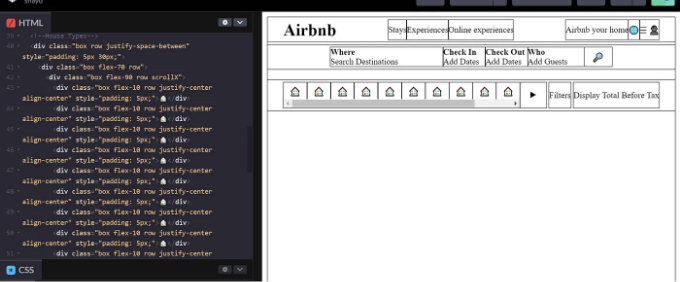 HTML
<!--House Types-->
<div class="box row justify-space-between"
style="padding: 5px 30px;">
<div class="box flex-70 row">
<div class="box flex-90 row scrollX">
<div class="box flex-10 row justify-center
align-center" style="padding: 5px;">🏠</div>
<div class="box flex-10 row justify-center
align-center" style="padding: 5px;">🏠</div>
<div class="box flex-10 row justify-center
align-center" style="padding: 5px;">🏠</div>
<div class="box flex-10 row justify-center
align-center" style="padding: 5px;">🏠</div>
<div class="box flex-10 row justify-center
align-center" style="padding: 5px;">🏠</div>
<div class="box flex-10 row justify-center
align-center" style="padding: 5px;">🏠</div>
<div class="box flex-10 row justify-center
align-center" style="padding: 5px;">🏠</div>
<div class="box flex-10 row justify-center
align-center" style="padding: 5px;">🏠</div>
<div class="box flex-10 row justify-center
CSS
Airbnb
Stays Experiences Online experiences
Airbnb your home
Where Check In Check Out Who
Search Destinations Add Dates Add Dates Add Guests
Filters Display Total Before Tax